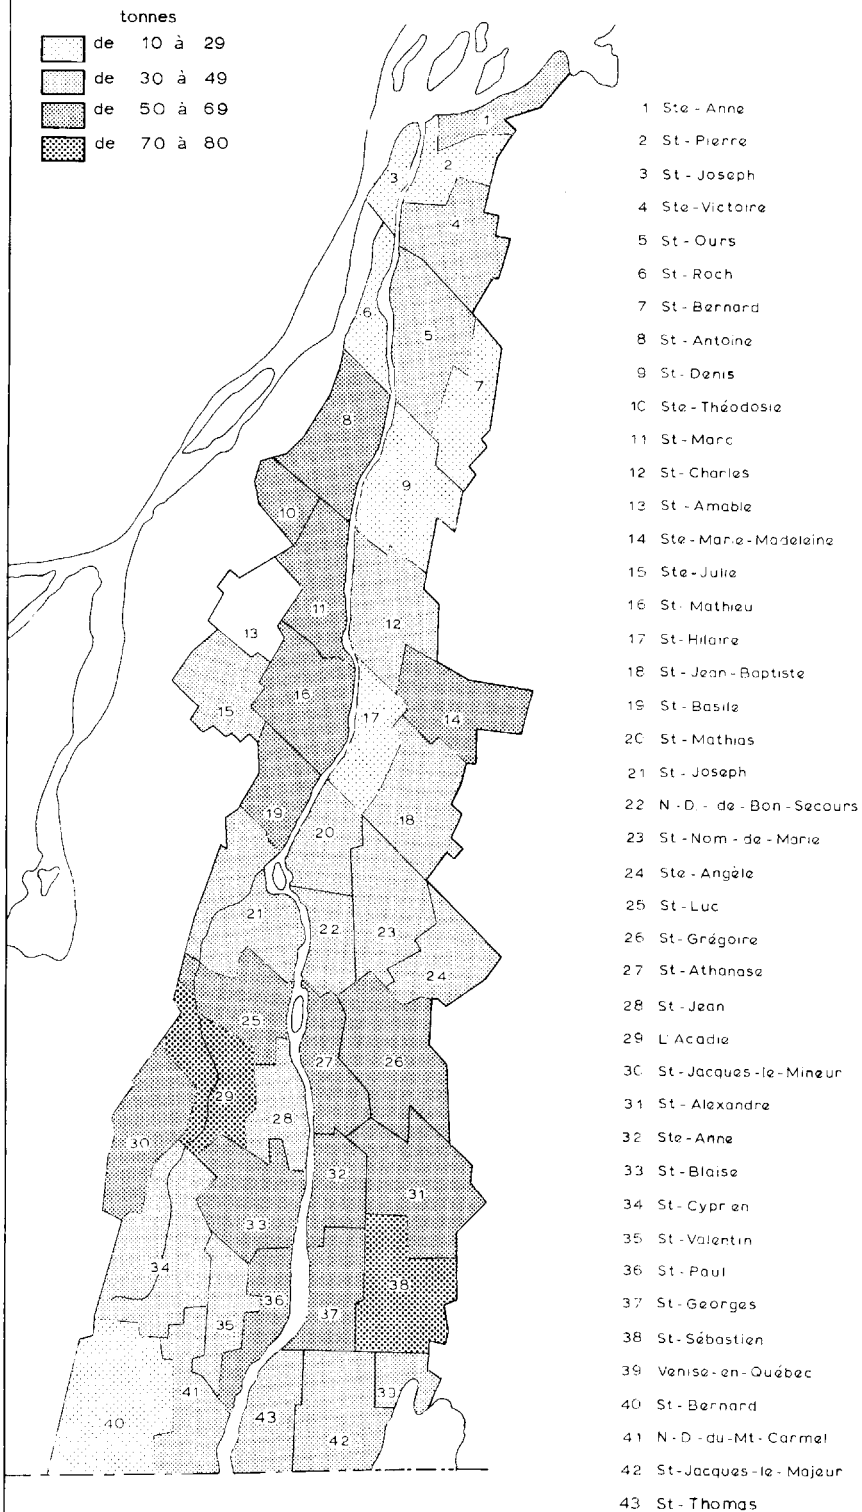 tonnes
de 10 à 29
de 30 à 49
de 50 à 69
de 70 à 80
1 Ste-Anne
2 St-Pierre
3 St-Joseph
4 Ste-Victoire
5 St-Ours
6 St-Roch
7 St-Bernard
8 St-Antoine
9 St-Denis
10 Ste-Théodosie
11 St-Marc
12 St-Charles
13 St-Amable
14 Ste-Marie-Madeleine
15 Ste-Julie
16 St-Mathieu
17 St-Hilaire
18 St-Jean-Baptiste
19 St-Basile
20 St-Mathias
21 St-Joseph
22 N-D.-de-Bon-Secours
23 St-Nom-de-Marie
24 Ste-Angèle
25 St-Luc
26 St-Grégoire
27 St-Athanase
28 St-Jean
29 L'Acadie
30 St-Jacques-le-Mineur
31 St-Alexandre
32 Ste-Anne
33 St-Blaise
34 St-Cyprien
35 St-Valentin
36 St-Paul
37 St-Georges
38 St-Sébastien
39 Venise-en-Québec
40 St-Bernard
41 N-D-du-Mt-Carmel
42 St-Jacques-le-Majeur
43 St-Thomas
1
2
3
4
5
6
7
8
9
10
11
12
13
14
15
16
17
18
19
20
21
22
23
24
25
26
27
28
29
30
31
32
33
34
35
36
37
38
39
40
41
42
43